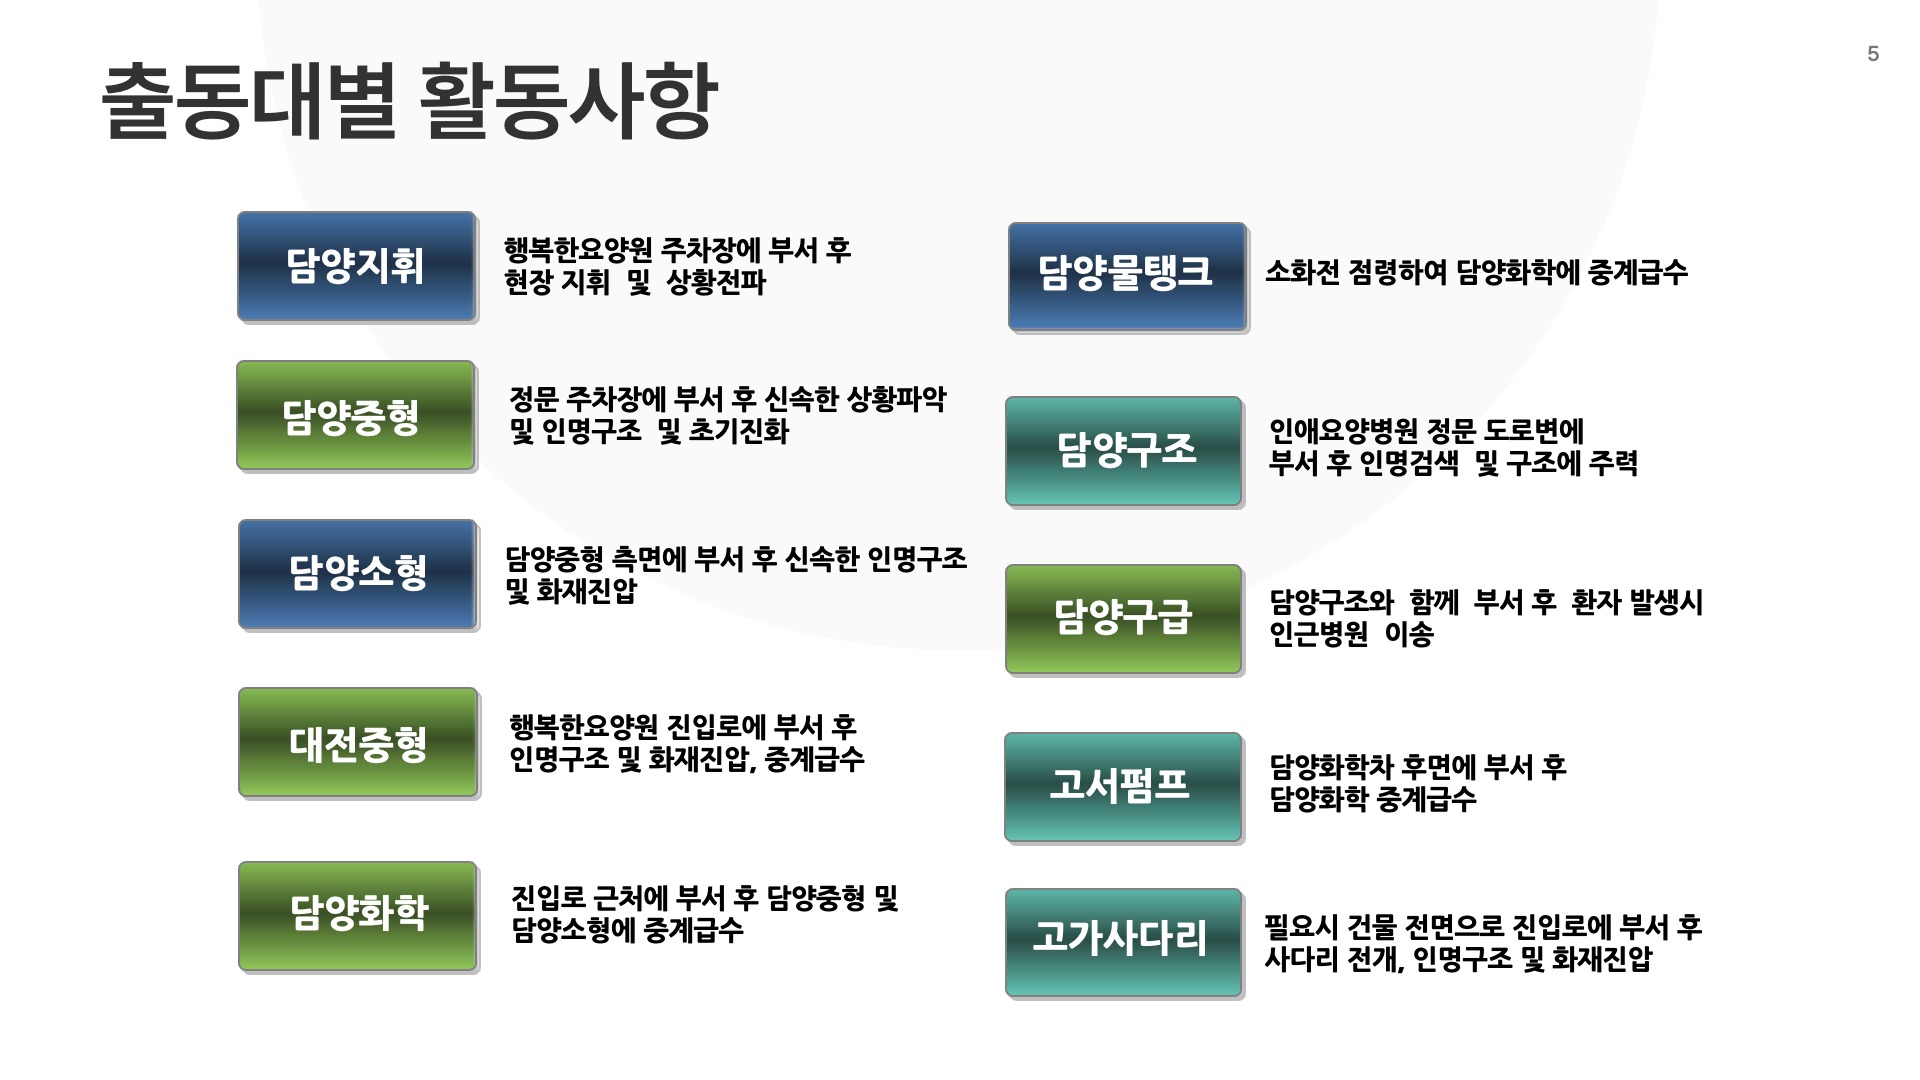 5
출동대별 활동사항
담양지휘
행복한요양원 주차장에 부서 후
현장 지휘 및 상황전파
담양중형
정문 주차장에 부서 후 신속한 상황파악
및 인명구조 및 초기진화
담양소형
담양중형 측면에 부서 후 신속한 인명구조
및 화재진압
대전중형
행복한요양원 진입로에 부서 후
인명구조 및 화재진압, 중계급수
담양화학
진입로 근처에 부서 후 담양중형 및
담양소형에 중계급수
담양물탱크
소화전 점령하여 담양화학에 중계급수
담양구조
인애요양병원 정문 도로변에
부서 후 인명검색 및 구조에 주력
담양구급
담양구조와 함께 부서 후 환자 발생시
인근병원 이송
고서펌프
담양화학차 후면에 부서 후
담양화학 중계급수
고가사다리
필요시 건물 전면으로 진입로에 부서 후
사다리 전개, 인명구조 및 화재진압